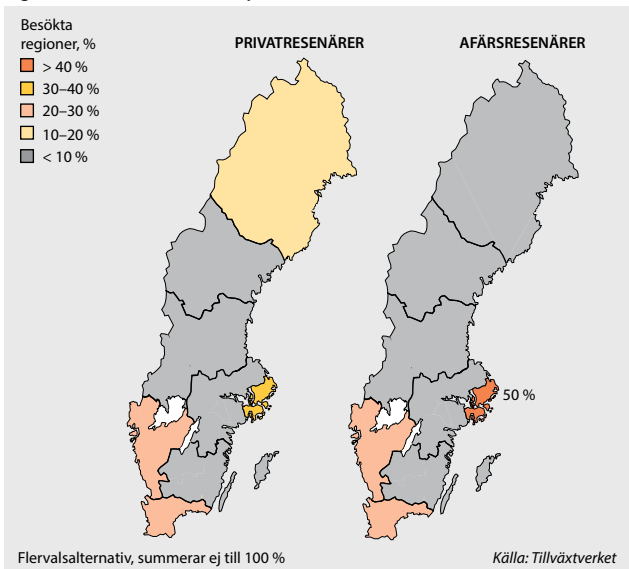 Besökta
regioner, %
> 40 %
30–40 %
20–30 %
10–20 %
< 10 %
PRIVATRESENÄRER
AFÄRSRESENÄRER
50 %
Flervalsalternativ, summerar ej till 100 %
Källa: Tillväxtverket